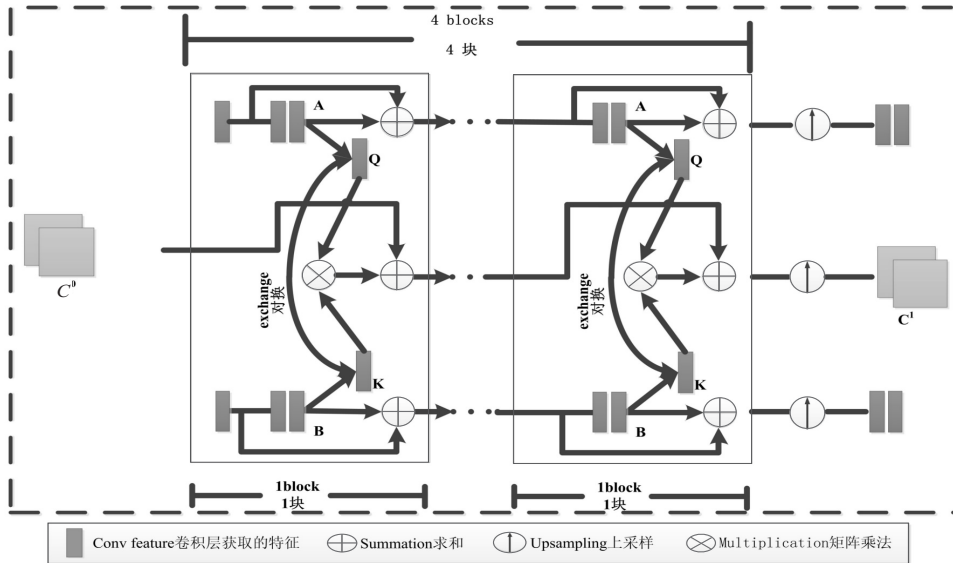 4 blocks
4 块
A
A
Q
Q
exchange
对换
exchange
对换
C⁰
C¹
K
K
B
B
1block
1块
1block
1块
Conv feature卷积层获取的特征 Summation求和 Upsampling上采样 Multiplication矩阵乘法